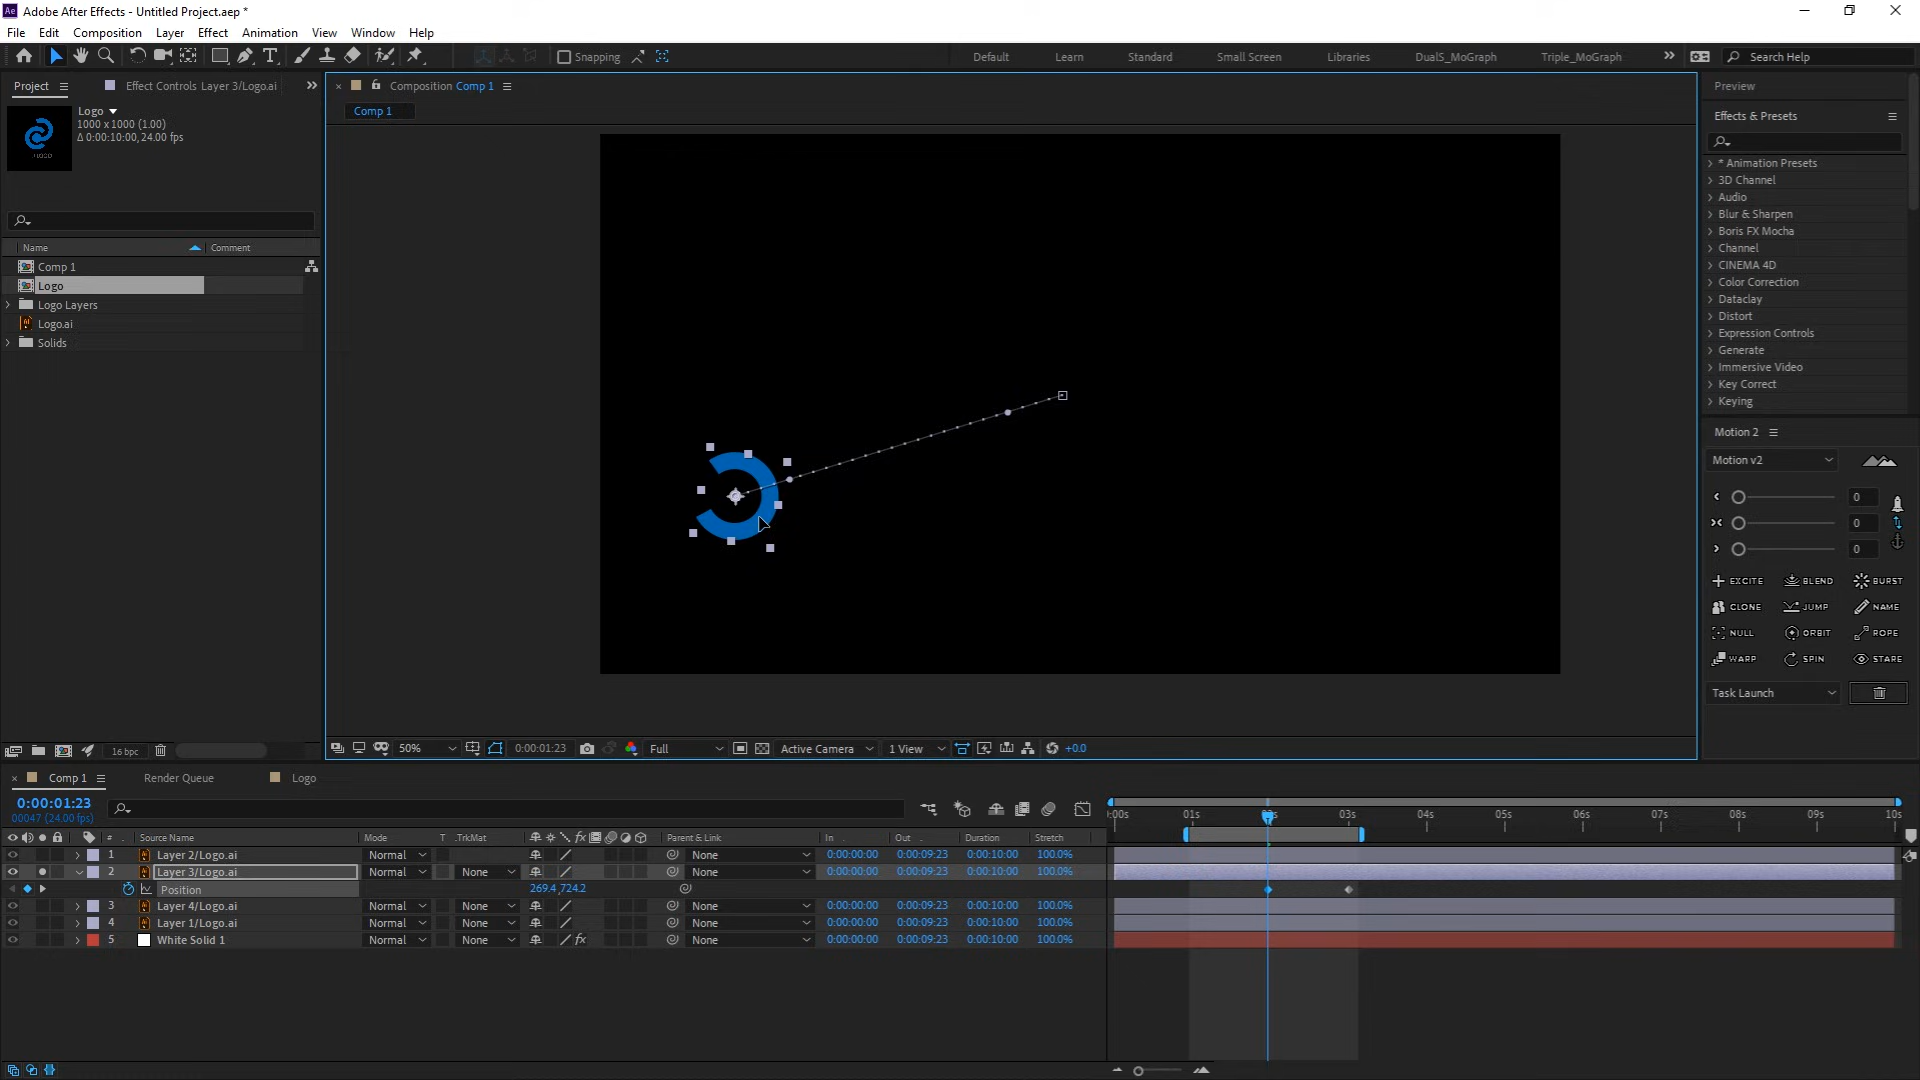 Ae Adobe After Effects - Untitled Project.aep *
File Edit Composition Layer Effect Animation View Window Help
Snapping Default Learn Standard Small Screen Libraries DualS_MoGraph Triple_MoGraph Search Help
Project Effect Controls Layer 3/Logo.ai
Logo
1000 x 1000 (1.00)
Δ 0:00:10:00, 24.00 fps
Name Comment
Comp 1
Logo
Logo Layers
Logo.ai
Solids
16 bpc
Composition Comp 1
Comp 1
50% 0:00:01:23 Full Active Camera 1 View +0.0
Preview
Effects & Presets
* Animation Presets
3D Channel
Audio
Blur & Sharpen
Boris FX Mocha
Channel
CINEMA 4D
Color Correction
Dataclay
Distort
Expression Controls
Generate
Immersive Video
Key Correct
Keying
Motion 2
Motion v2
0
0
0
EXCITE BLEND BURST
CLONE JUMP NAME
NULL ORBIT ROPE
WARP SPIN STARE
Task Launch
Comp 1 Render Queue Logo
0:00:01:23
00047 (24.00 fps)
# Source Name Mode T .TrkMat Parent & Link In Out Duration Stretch
1 Layer 2/Logo.ai Normal None 0:00:00:00 0:00:09:23 0:00:10:00 100.0%
2 Layer 3/Logo.ai Normal None None 0:00:00:00 0:00:09:23 0:00:10:00 100.0%
Position 269.4,724.2
3 Layer 4/Logo.ai Normal None None 0:00:00:00 0:00:09:23 0:00:10:00 100.0%
4 Layer 1/Logo.ai Normal None None 0:00:00:00 0:00:09:23 0:00:10:00 100.0%
5 White Solid 1 Normal None fx None 0:00:00:00 0:00:09:23 0:00:10:00 100.0%
:00s 01s 03s 04s 05s 06s 07s 08s 09s 10s